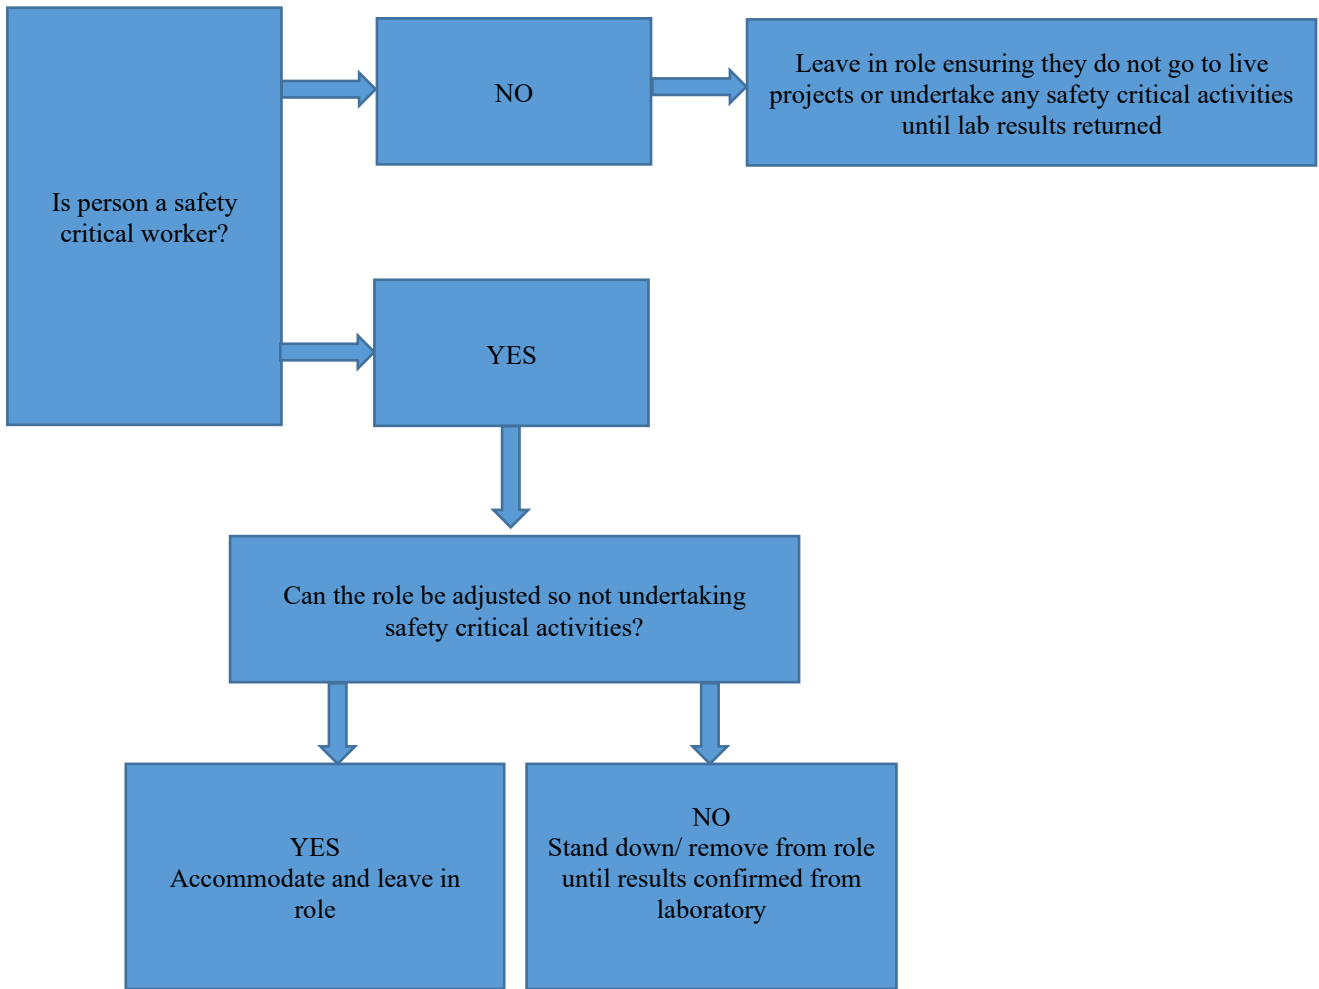 Is person a safety
critical worker?
NO
Leave in role ensuring they do not go to live
projects or undertake any safety critical activities
until lab results returned
YES
Can the role be adjusted so not undertaking
safety critical activities?
YES
Accommodate and leave in
role
NO
Stand down/ remove from role
until results confirmed from
laboratory